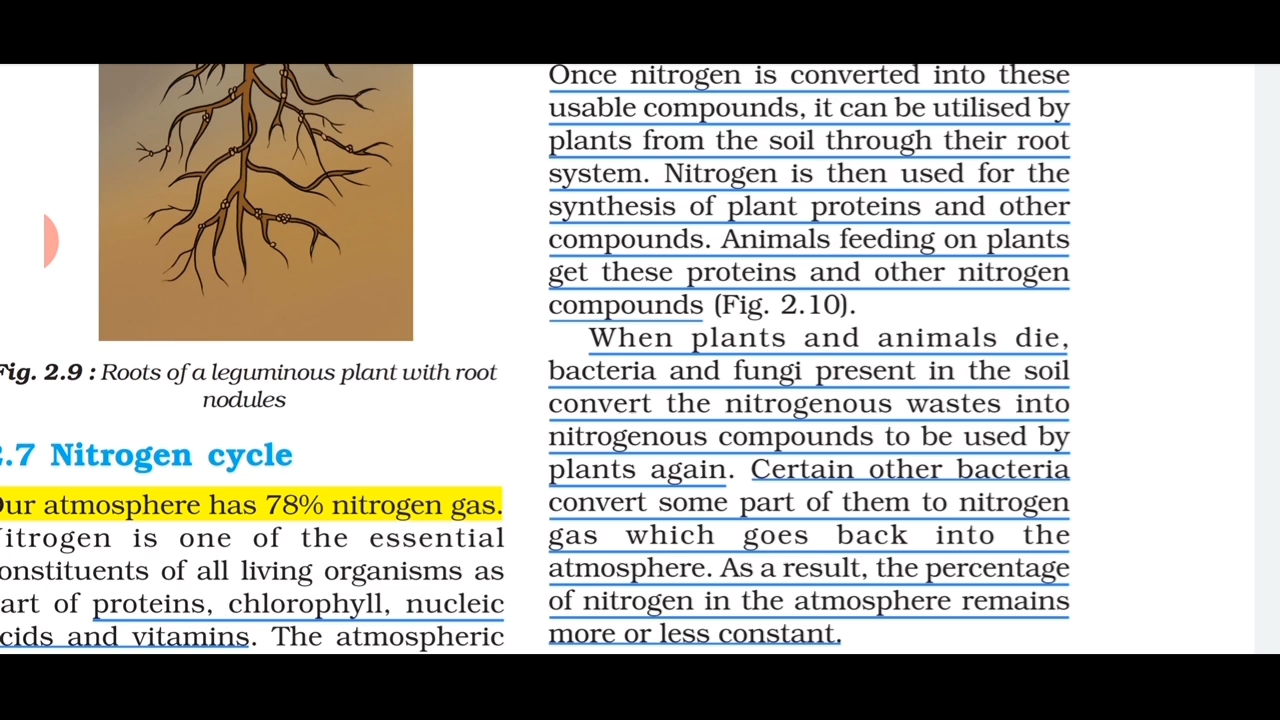 Fig. 2.9 : Roots of a leguminous plant with root
nodules
2.7 Nitrogen cycle
Our atmosphere has 78% nitrogen gas.
Nitrogen is one of the essential
constituents of all living organisms as
part of proteins, chlorophyll, nucleic
acids and vitamins. The atmospheric
Once nitrogen is converted into these
usable compounds, it can be utilised by
plants from the soil through their root
system. Nitrogen is then used for the
synthesis of plant proteins and other
compounds. Animals feeding on plants
get these proteins and other nitrogen
compounds (Fig. 2.10).
When plants and animals die,
bacteria and fungi present in the soil
convert the nitrogenous wastes into
nitrogenous compounds to be used by
plants again. Certain other bacteria
convert some part of them to nitrogen
gas which goes back into the
atmosphere. As a result, the percentage
of nitrogen in the atmosphere remains
more or less constant.